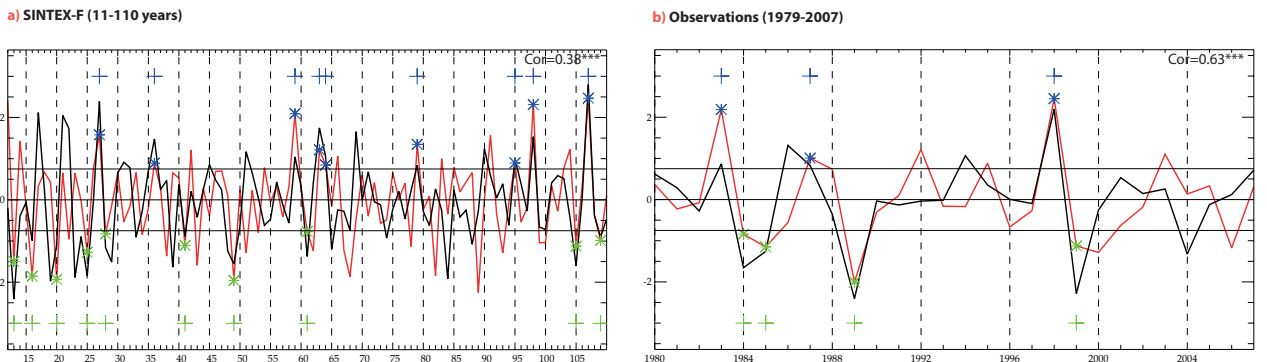 a) SINTEX-F (11-110 years)
b) Observations (1979-2007)
Cor=0.38***
Cor=0.63***
2
0
-2
2
0
-2
15 20 25 30 35 40 45 50 55 60 65 70 75 80 85 90 95 100 105
1980 1984 1988 1992 1996 2000 2004